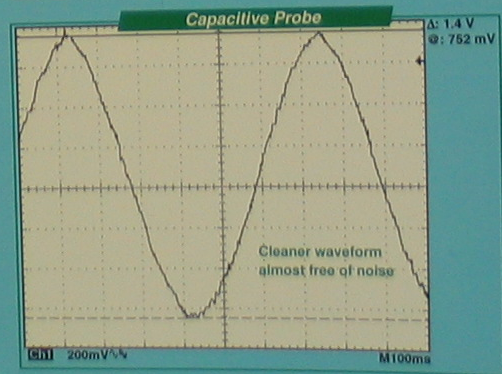 Capacitive Probe
Δ: 1.4 V
@: 752 mV
Cleaner waveform
almost free of noise
Ch1 200mV∿
M100ms